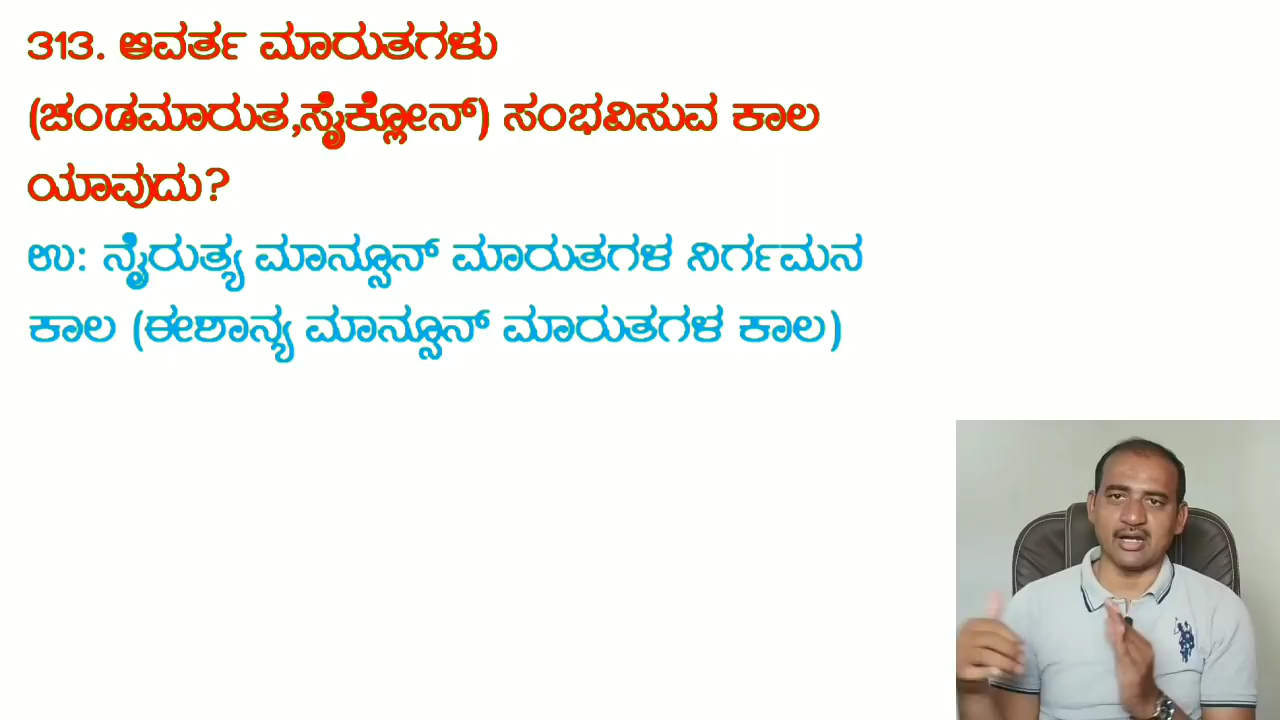 313. ಆವರ್ತ ಮಾರುತಗಳು
(ಚಂಡಮಾರುತ,ಸೈಕ್ಲೋನ್) ಸಂಭವಿಸುವ ಕಾಲ
ಯಾವುದು?
ಉ: ನೈರುತ್ಯ ಮಾನ್ಸೂನ್ ಮಾರುತಗಳ ನಿರ್ಗಮನ
ಕಾಲ (ಈಶಾನ್ಯ ಮಾನ್ಸೂನ್ ಮಾರುತಗಳ ಕಾಲ)